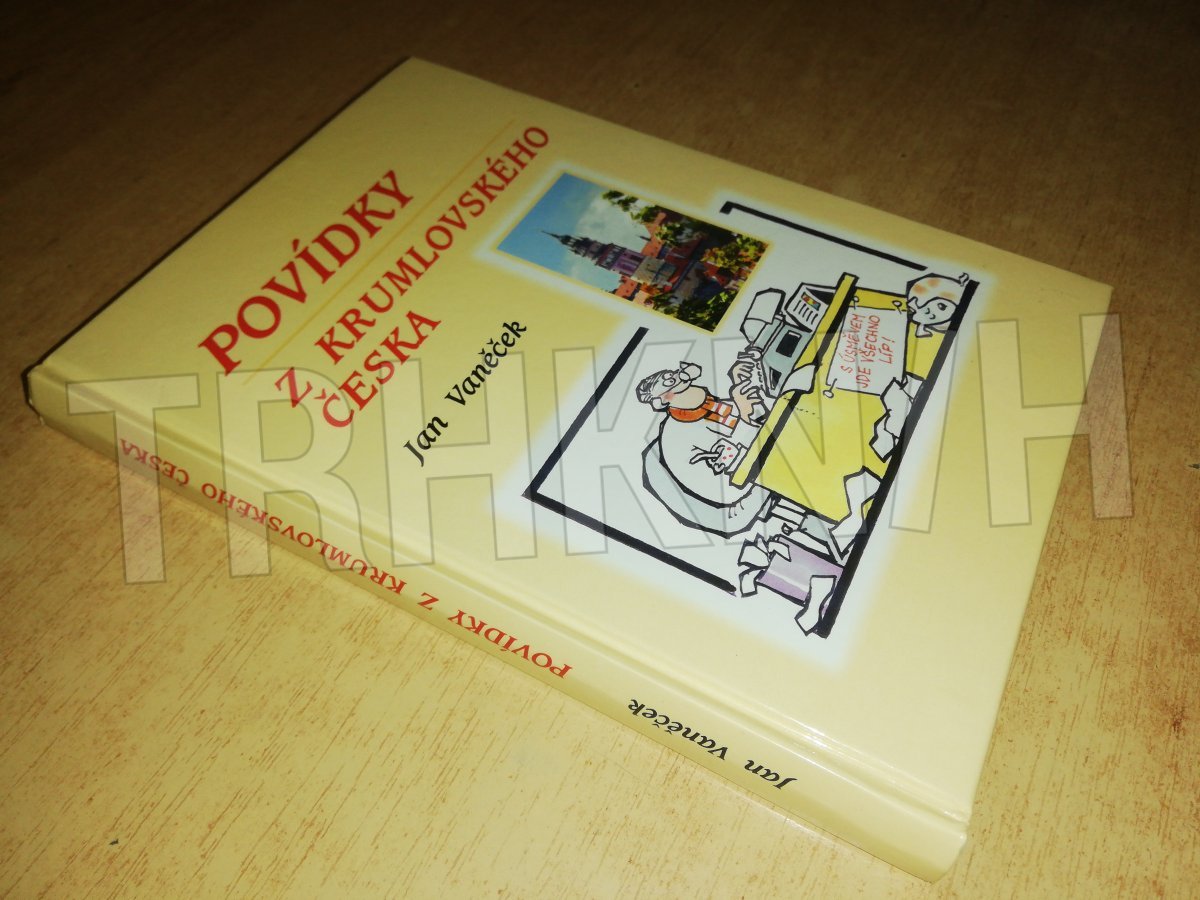 POVÍDKY
Z KRUMLOVSKÉHO
ČESKA
Jan Vaněček
S ÚSMĚVEM
JDE VŠECHNO
LÍP!
Jan Vaněček POVÍDKY Z KRUMLOVSKÉHO ČESKA
TRHKNIH